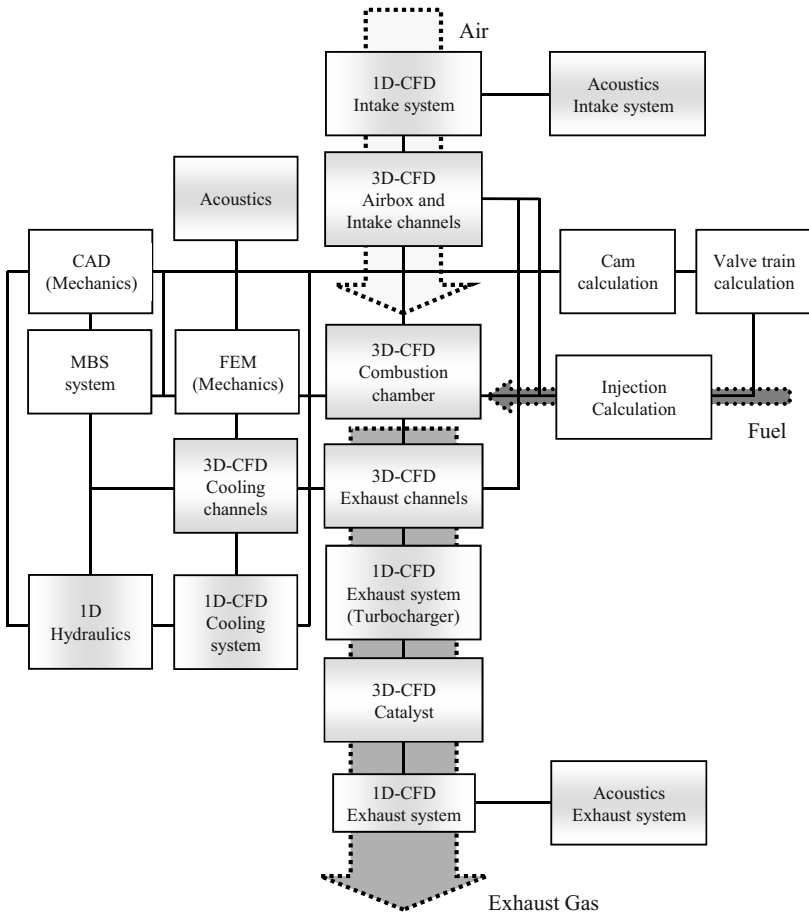 Air
1D-CFD
Intake system
Acoustics
Intake system
3D-CFD
Airbox and
Intake channels
Acoustics
CAD
(Mechanics)
Cam
calculation
Valve train
calculation
MBS
system
FEM
(Mechanics)
3D-CFD
Combustion
chamber
Injection
Calculation
Fuel
3D-CFD
Cooling
channels
3D-CFD
Exhaust channels
1D
Hydraulics
1D-CFD
Cooling
system
1D-CFD
Exhaust system
(Turbocharger)
3D-CFD
Catalyst
1D-CFD
Exhaust system
Acoustics
Exhaust system
Exhaust Gas